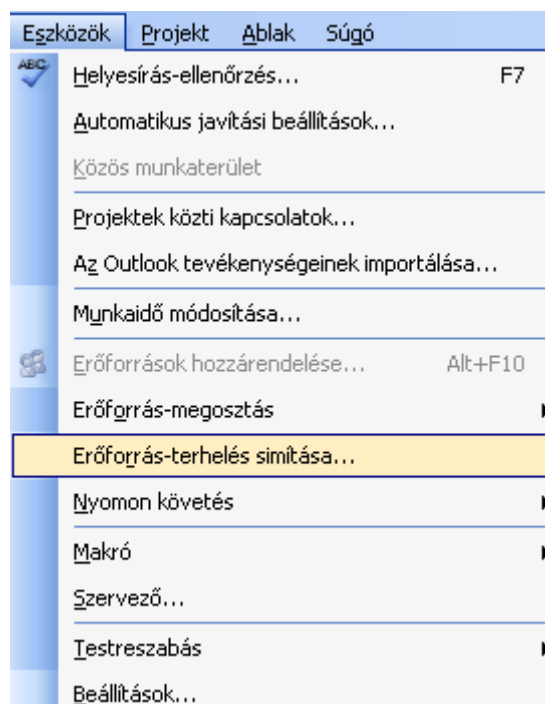 Eszközök Projekt Ablak Súgó
ABC Helyesírás-ellenőrzés... F7
Automatikus javítási beállítások...
Közös munkaterület
Projektek közti kapcsolatok...
Az Outlook tevékenységeinek importálása...
Munkaidő módosítása...
Erőforrások hozzárendelése... Alt+F10
Erőforrás-megosztás
Erőforrás-terhelés simítása...
Nyomon követés
Makró
Szervező...
Testreszabás
Beállítások...